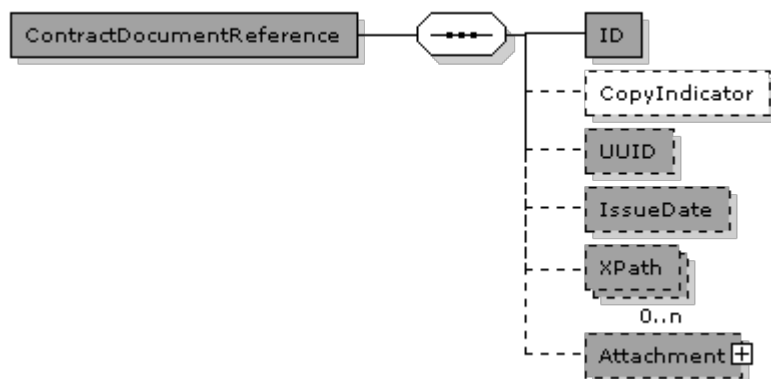 ContractDocumentReference
ID
CopyIndicator
UUID
IssueDate
XPath
0..n
Attachment